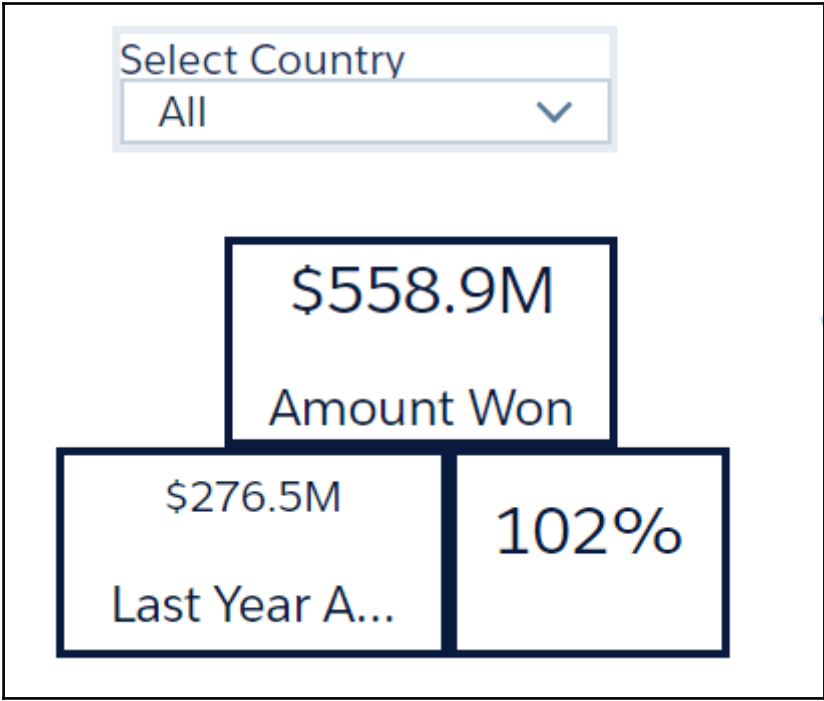 Select Country
All
$558.9M
Amount Won
$276.5M
Last Year A...
102%